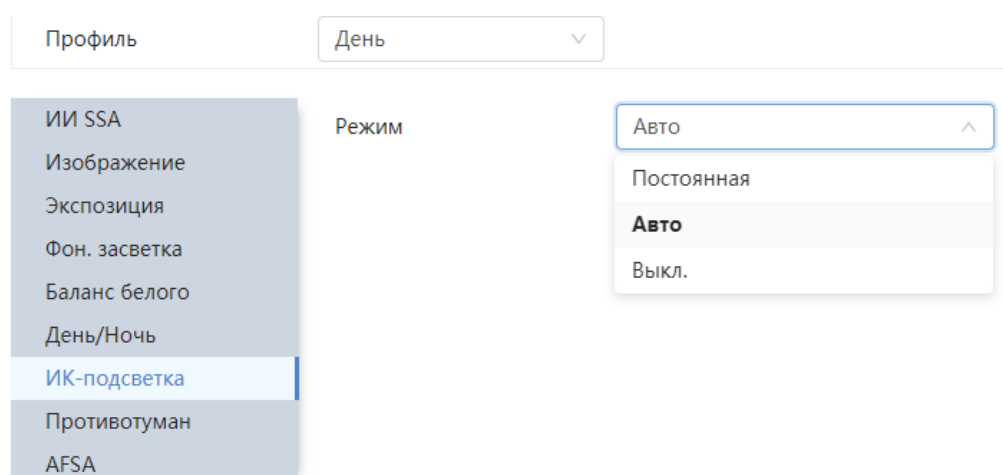 Профиль День
ИИ SSA
Режим Авто
Изображение
Постоянная
Экспозиция
Авто
Фон. засветка
Выкл.
Баланс белого
День/Ночь
ИК-подсветка
Противотуман
AFSA